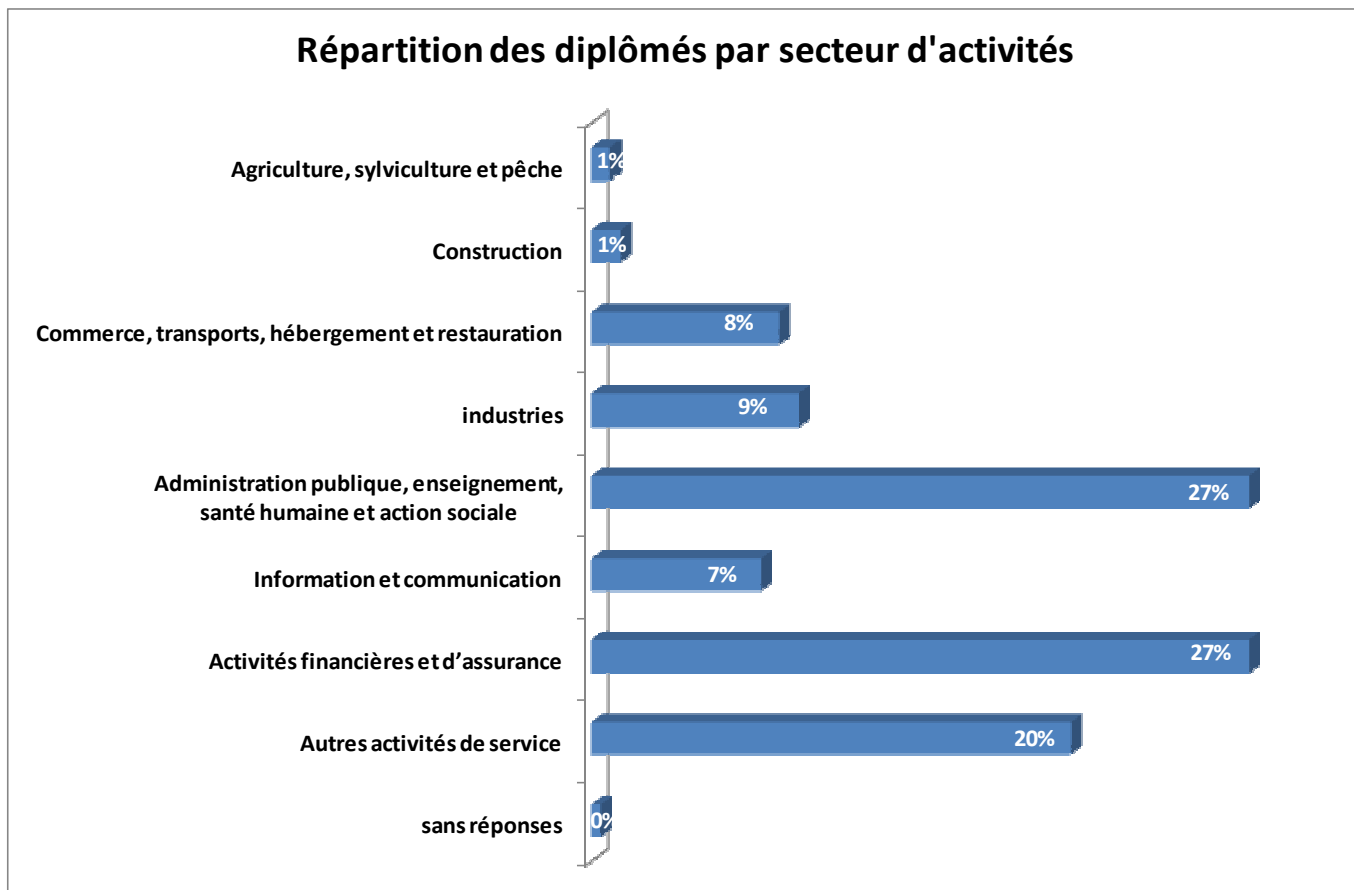 Répartition des diplômés par secteur d'activités
Agriculture, sylviculture et pêche
1%
Construction
1%
Commerce, transports, hébergement et restauration
8%
industries
9%
Administration publique, enseignement,
santé humaine et action sociale
27%
Information et communication
7%
Activités financières et d’assurance
27%
Autres activités de service
20%
sans réponses
0%